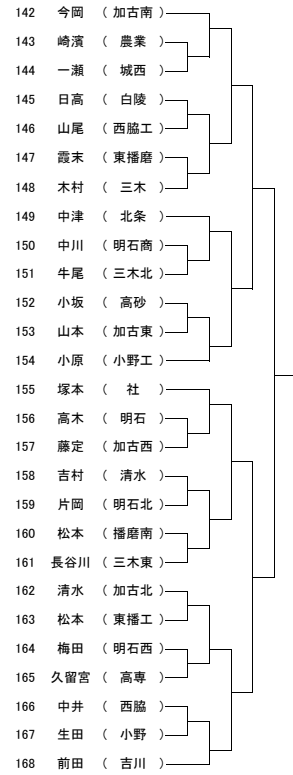 142 今岡 （ 加古南 ）
143 崎濱 （ 農業 ）
144 一瀬 （ 城西 ）
145 日高 （ 白陵 ）
146 山尾 （ 西脇工 ）
147 霞末 （ 東播磨 ）
148 木村 （ 三木 ）
149 中津 （ 北条 ）
150 中川 （ 明石商 ）
151 牛尾 （ 三木北 ）
152 小坂 （ 高砂 ）
153 山本 （ 加古東 ）
154 小原 （ 小野工 ）
155 塚本 （ 社 ）
156 高木 （ 明石 ）
157 藤定 （ 加古西 ）
158 吉村 （ 清水 ）
159 片岡 （ 明石北 ）
160 松本 （ 播磨南 ）
161 長谷川 （ 三木東 ）
162 清水 （ 加古北 ）
163 松本 （ 東播工 ）
164 梅田 （ 明石西 ）
165 久留宮 （ 高専 ）
166 中井 （ 西脇 ）
167 生田 （ 小野 ）
168 前田 （ 吉川 ）